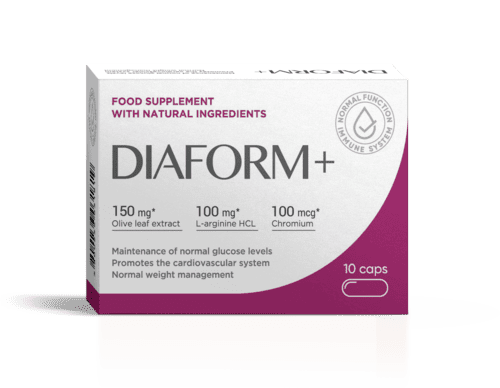 DIAFORM+
FOOD SUPPLEMENT
WITH NATURAL INGREDIENTS
NORMAL FUNCTION
IMMUNE SYSTEM
DIAFORM+
150 mg* 100 mg* 100 mcg*
Olive leaf extract L-arginine HCL Chromium
Maintenance of normal glucose levels
Promotes the cardiovascular system
Normal weight management
10 caps